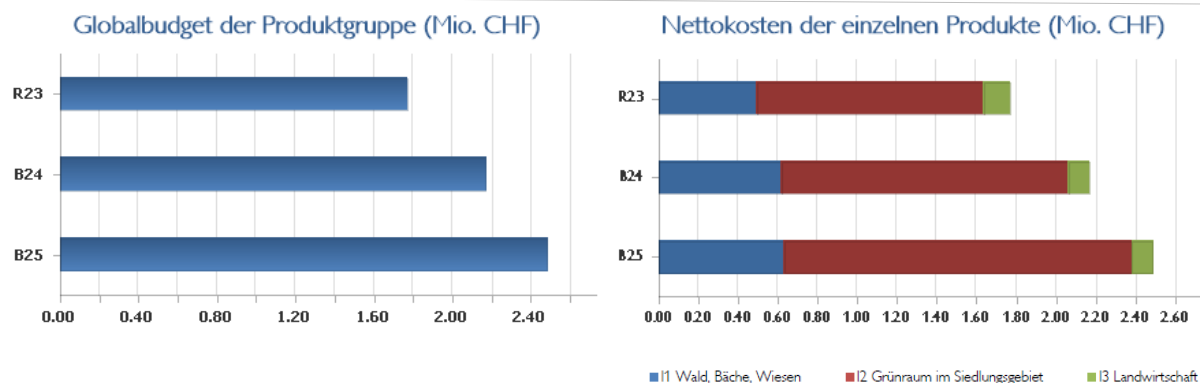 Globalbudget der Produktgruppe (Mio. CHF)
R23
B24
B25
0.00 0.40 0.80 1.20 1.60 2.00 2.40
Nettokosten der einzelnen Produkte (Mio. CHF)
R23
B24
B25
0.00 0.20 0.40 0.60 0.80 1.00 1.20 1.40 1.60 1.80 2.00 2.20 2.40 2.60
I1 Wald, Bäche, Wiesen I2 Grünraum im Siedlungsgebiet I3 Landwirtschaft